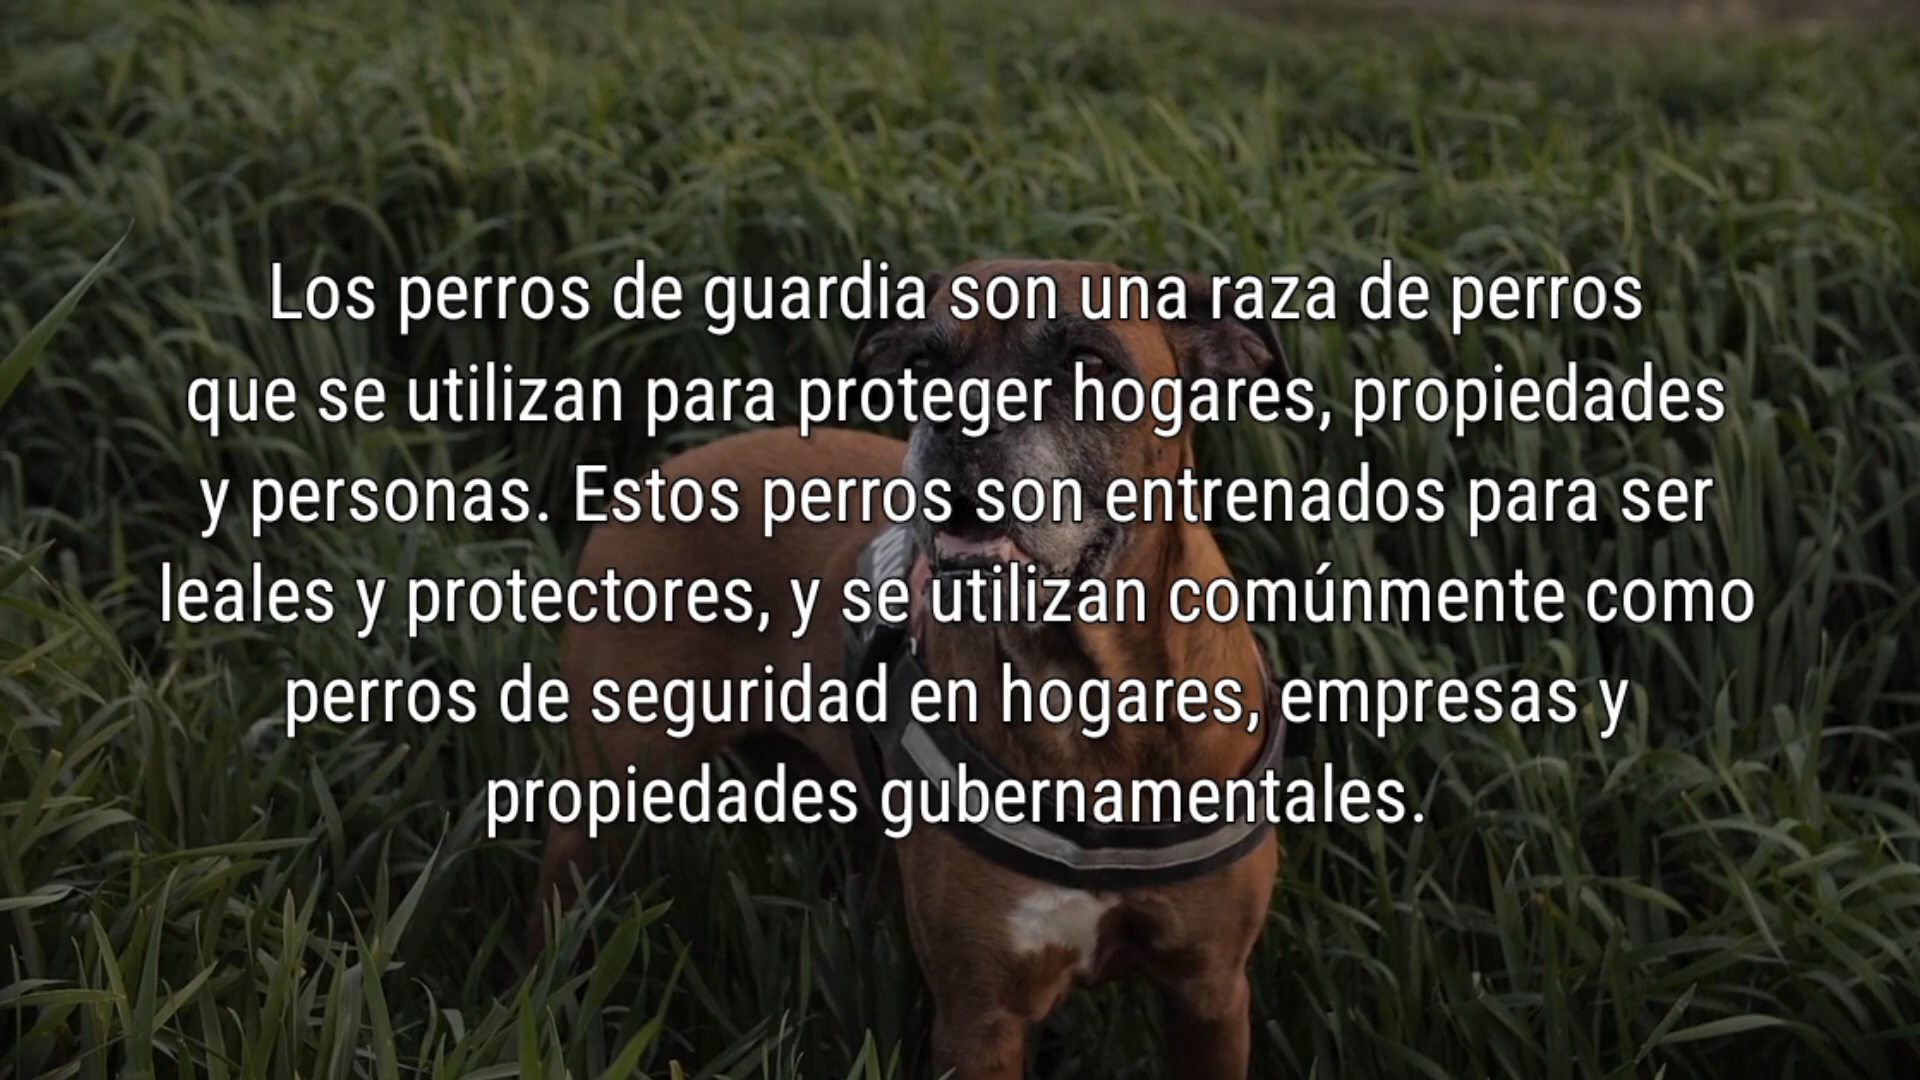 Los perros de guardia son una raza de perros
que se utilizan para proteger hogares, propiedades
y personas. Estos perros son entrenados para ser
leales y protectores, y se utilizan comúnmente como
perros de seguridad en hogares, empresas y
propiedades gubernamentales.